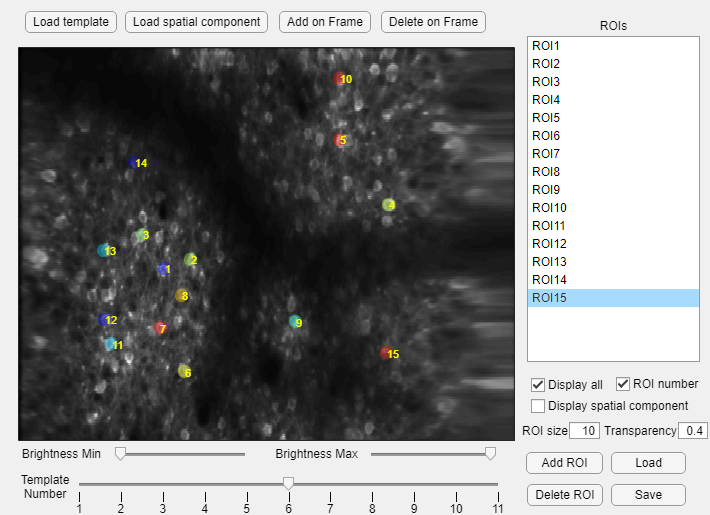 Load template Load spatial component Add on Frame Delete on Frame
ROIs
ROI1
ROI2
ROI3
ROI4
ROI5
ROI6
ROI7
ROI8
ROI9
ROI10
ROI11
ROI12
ROI13
ROI14
ROI15
10
5
14
4
3
13
2
1
8
12
9
7
11
15
6
Display all ROI number
Display spatial component
ROI size 10 Transparency 0.4
Brightness Min Brightness Max
Add ROI Load
Template
Number
1 2 3 4 5 6 7 8 9 10 11
Delete ROI Save